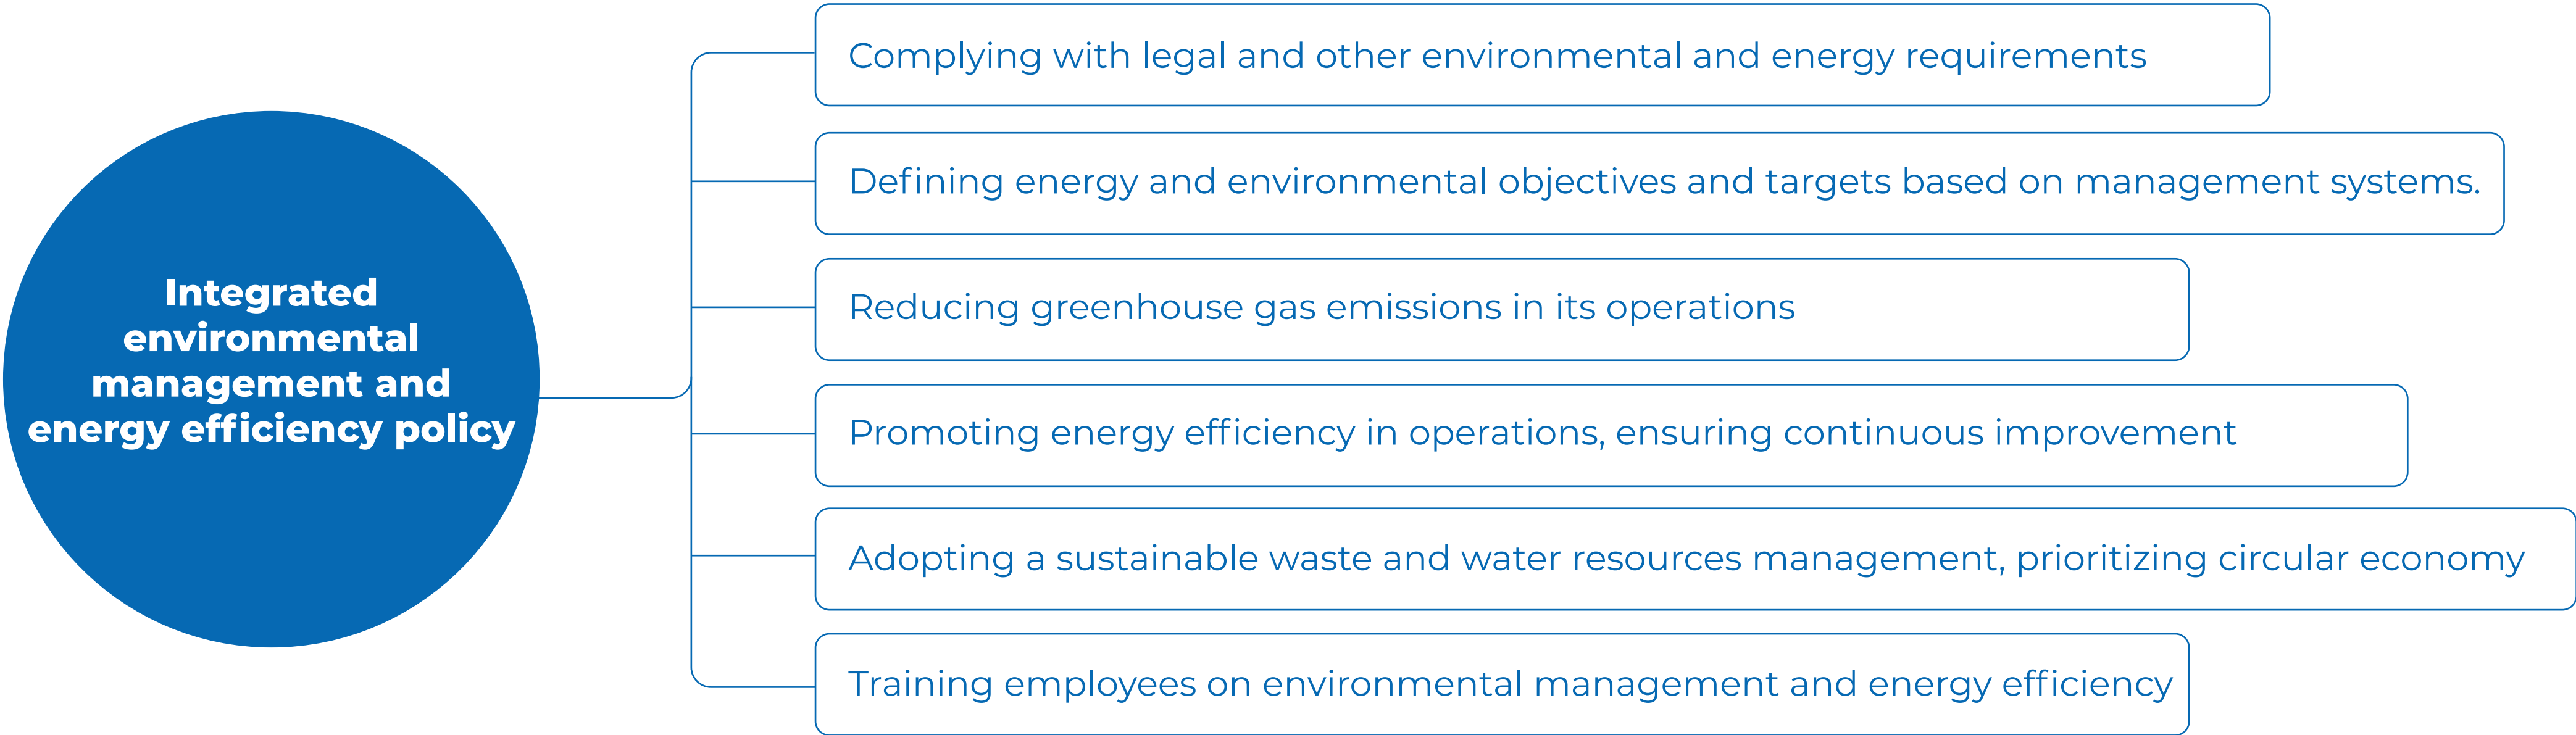 Integrated
environmental
management and
energy efficiency policy
Complying with legal and other environmental and energy requirements
Defining energy and environmental objectives and targets based on management systems.
Reducing greenhouse gas emissions in its operations
Promoting energy efficiency in operations, ensuring continuous improvement
Adopting a sustainable waste and water resources management, prioritizing circular economy
Training employees on environmental management and energy efficiency